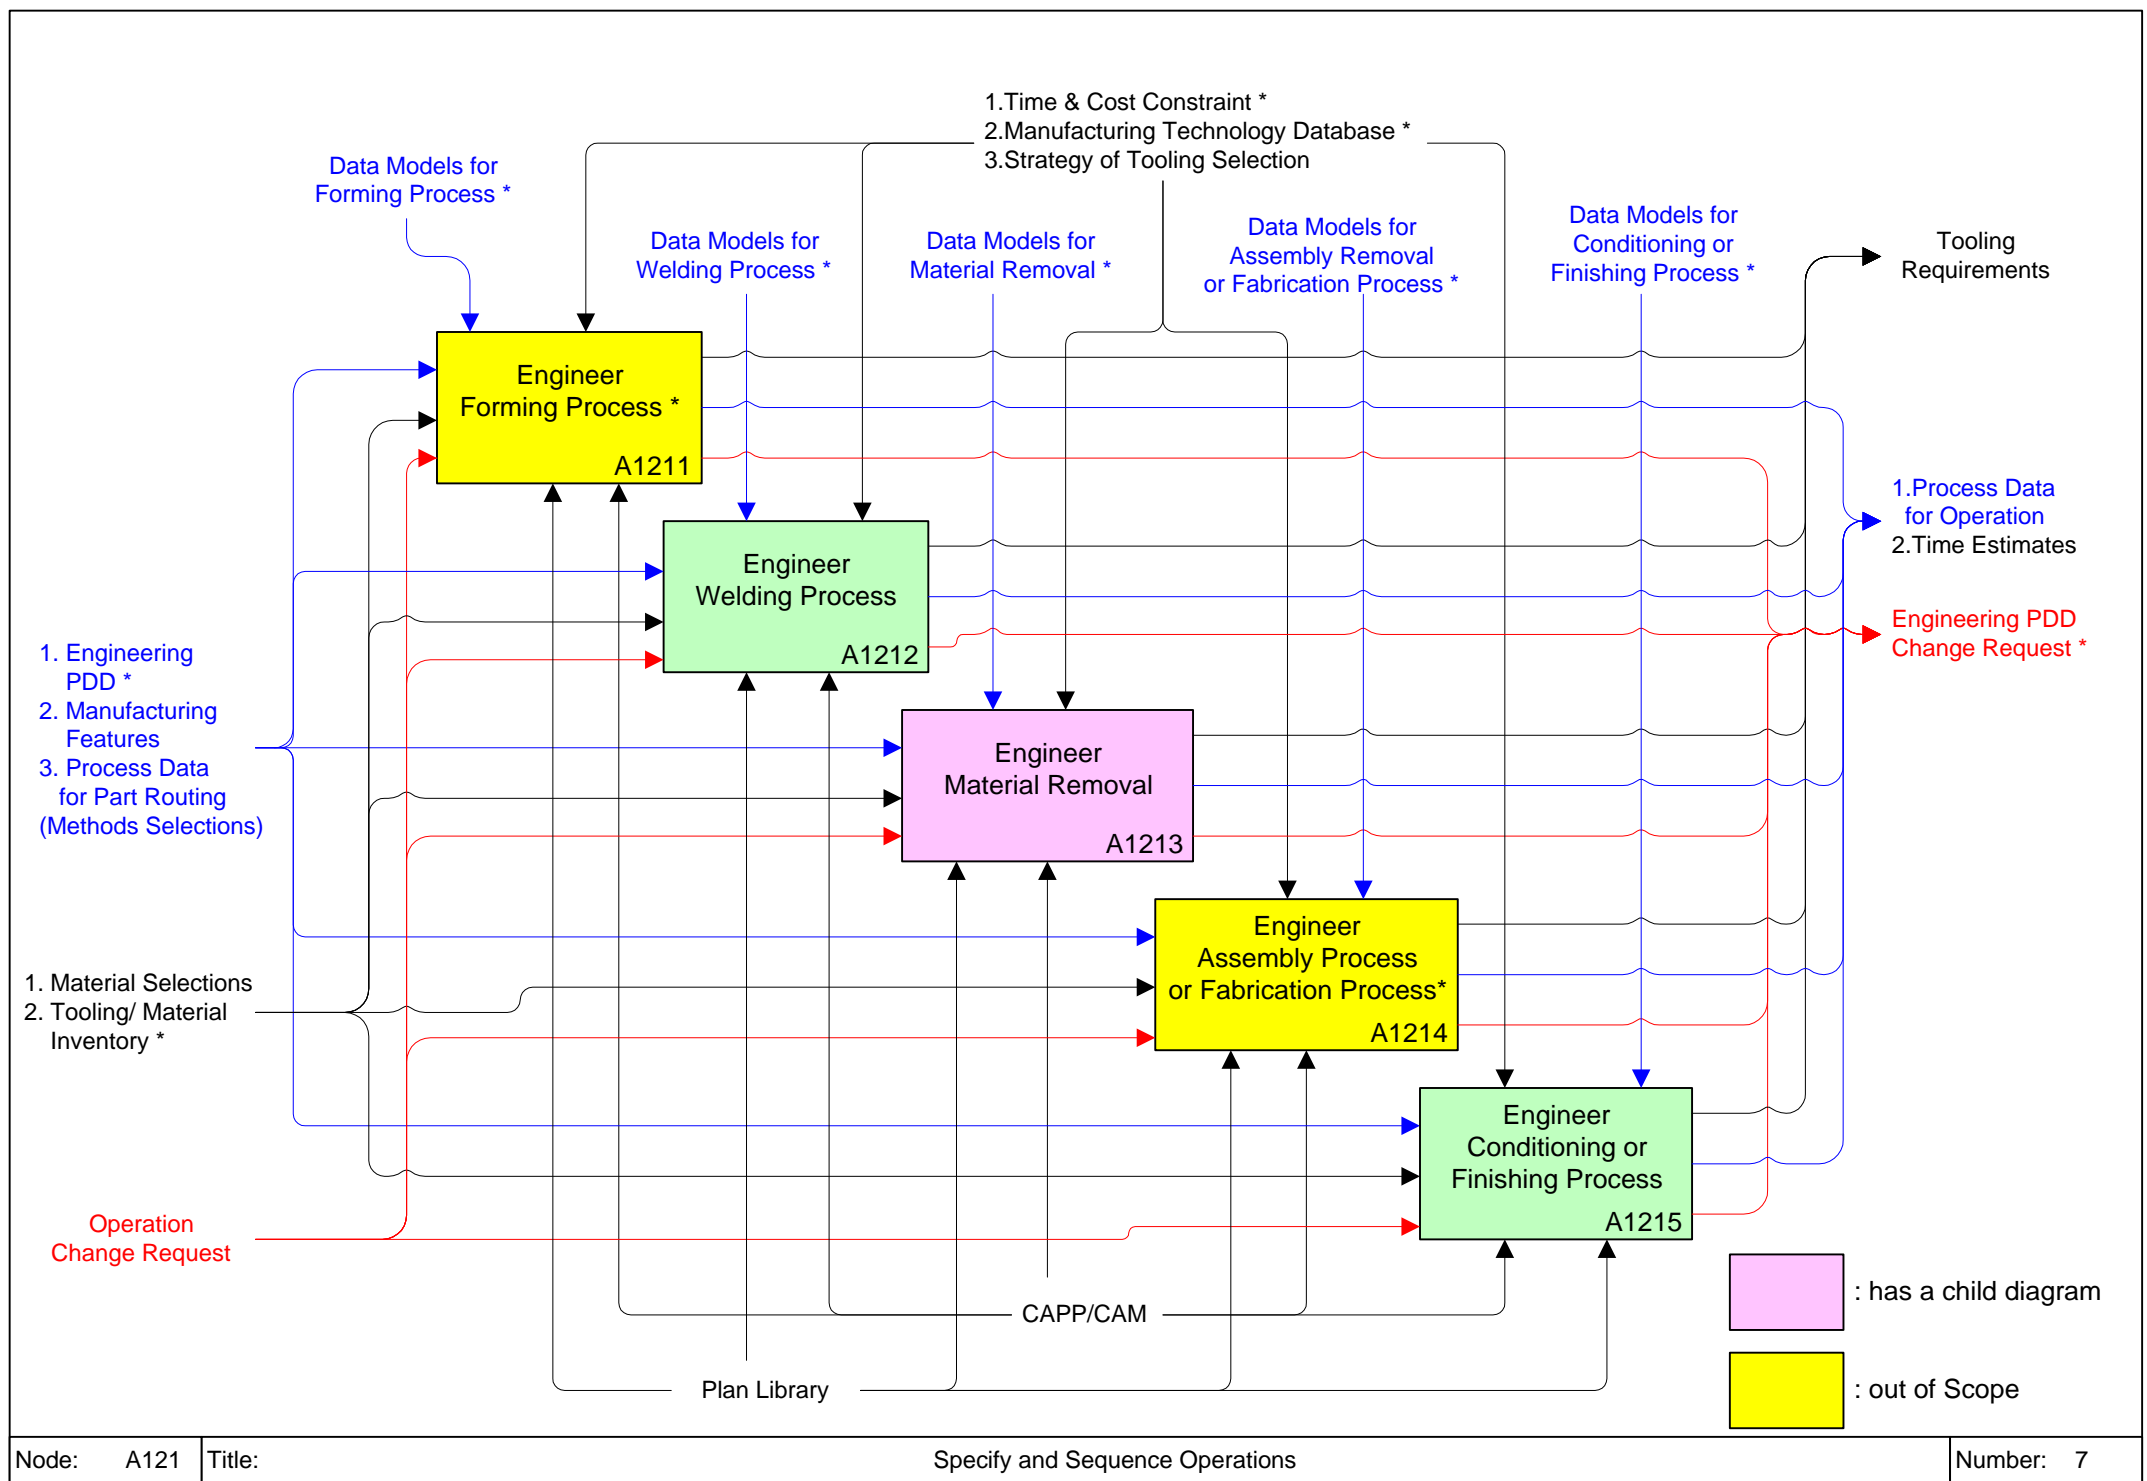 1.Time & Cost Constraint *
2.Manufacturing Technology Database *
3.Strategy of Tooling Selection
Data Models for
Forming Process *
Data Models for
Welding Process *
Data Models for
Material Removal *
Data Models for
Assembly Removal
or Fabrication Process *
Data Models for
Conditioning or
Finishing Process *
Tooling
Requirements
Engineer
Forming Process *
A1211
1.Process Data
for Operation
2.Time Estimates
Engineer
Welding Process
A1212
Engineering PDD
Change Request *
1. Engineering
PDD *
2. Manufacturing
Features
3. Process Data
for Part Routing
(Methods Selections)
Engineer
Material Removal
A1213
Engineer
Assembly Process
or Fabrication Process*
A1214
1. Material Selections
2. Tooling/ Material
Inventory *
Engineer
Conditioning or
Finishing Process
A1215
Operation
Change Request
CAPP/CAM
Plan Library
: has a child diagram
: out of Scope
Node: A121 Title: Specify and Sequence Operations Number: 7